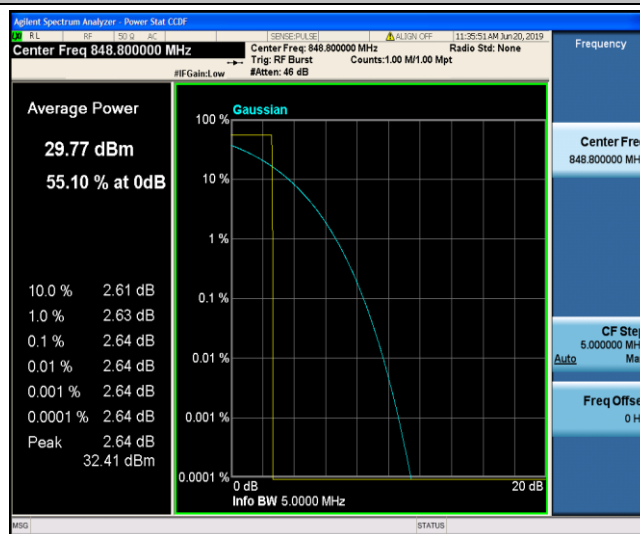 Agilent Spectrum Analyzer - Power Stat CCDF
RL RF 50 Ω AC SENSE:PULSE ALIGN OFF 11:35:51 AM Jun 20, 2019
Center Freq 848.800000 MHz
Center Freq: 848.800000 MHz Radio Std: None
Trig: RF Burst Counts:1.00 M/1.00 Mpt
#IFGain:Low #Atten: 46 dB
Frequency
Average Power
29.77 dBm
55.10 % at 0dB
10.0 % 2.61 dB
1.0 % 2.63 dB
0.1 % 2.64 dB
0.01 % 2.64 dB
0.001 % 2.64 dB
0.0001 % 2.64 dB
Peak 2.64 dB
32.41 dBm
Gaussian
100 %
10 %
1 %
0.1 %
0.01 %
0.001 %
0.0001 %
0 dB 20 dB
Info BW 5.0000 MHz
Center Fre
848.800000 MH
CF Step
5.000000 MH
Auto Ma
Freq Offse
0 H
MSG STATUS